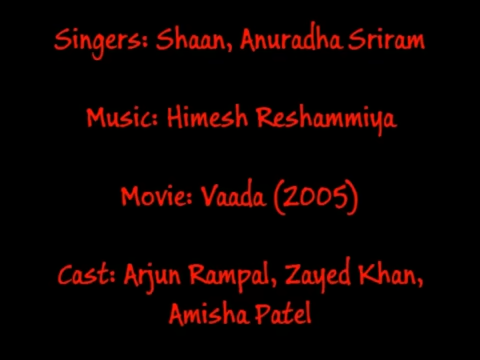 Singers: Shaan, Anuradha Sriram
Music: Himesh Reshammiya
Movie: Vaada (2005)
Cast: Arjun Rampal, Zayed Khan,
Amisha Patel